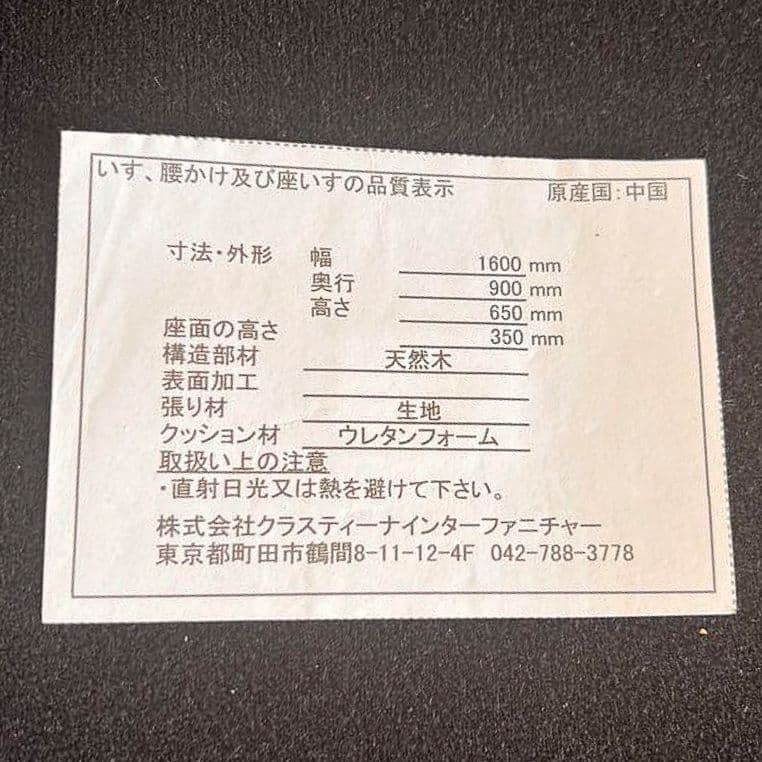 いす、腰かけ及び座いすの品質表示 原産国:中国
寸法・外形 幅 1600 mm
奥行 900 mm
高さ 650 mm
座面の高さ 350 mm
構造部材 天然木
表面加工
張り材 生地
クッション材 ウレタンフォーム
取扱い上の注意
・直射日光又は熱を避けて下さい。
株式会社クラスティーナインターファニチャー
東京都町田市鶴間8-11-12-4F 042-788-3778